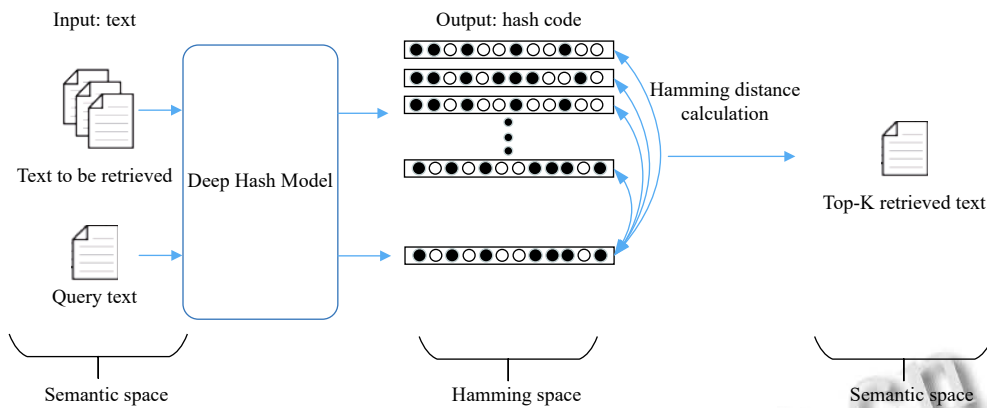 Input: text
Output: hash code
Hamming distance
calculation
Text to be retrieved
Deep Hash Model
Top-K retrieved text
Query text
Semantic space
Hamming space
Semantic space